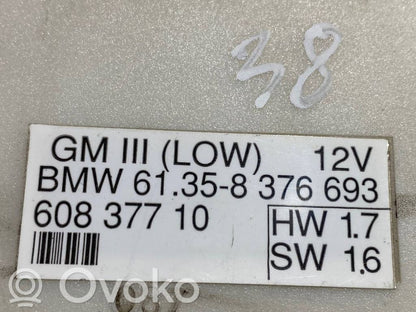 38
GM III (LOW) 12V
BMW 61.35-8 376 693
608 377 10 HW 1.7
SW 1.6
Ovoko